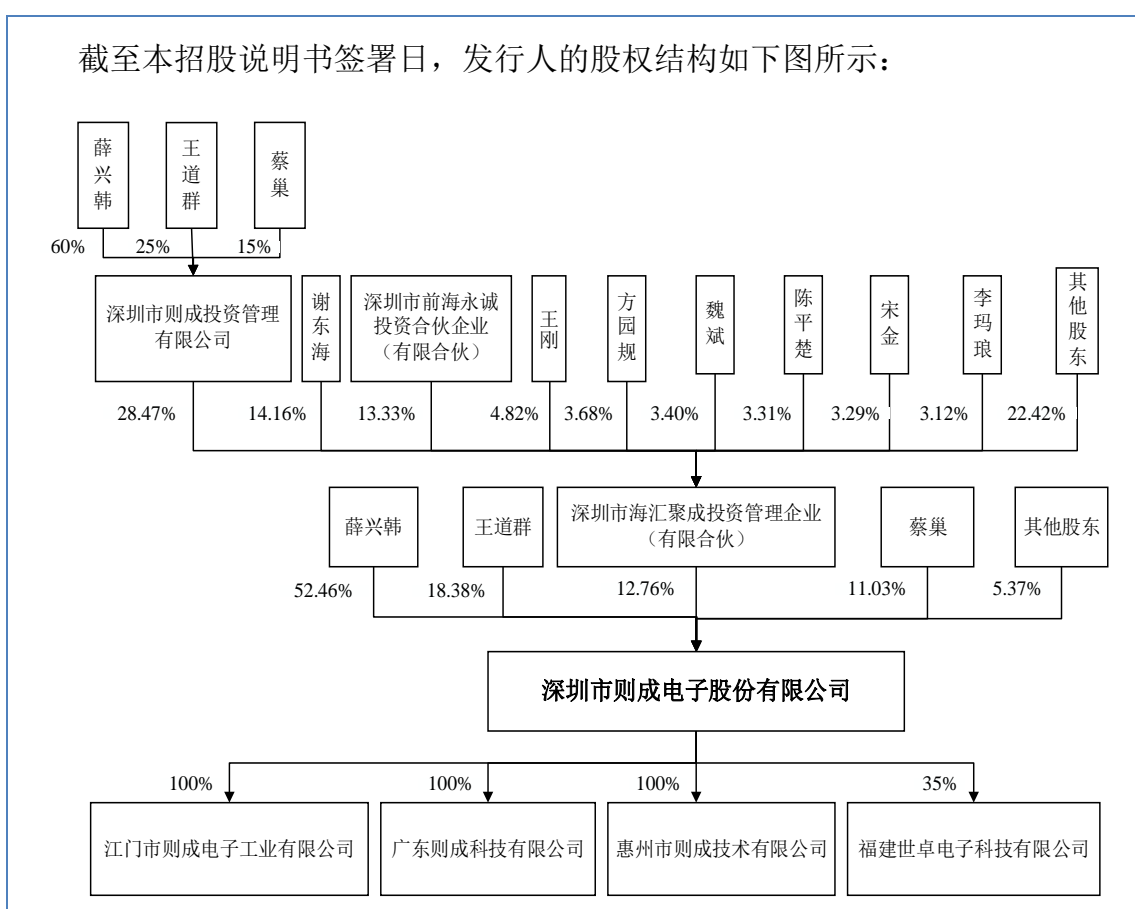 截至本招股说明书签署日，发行人的股权结构如下图所示：
薛兴韩
王道群
蔡巢
60%
25%
15%
深圳市则成投资管理
有限公司
谢东海
深圳市前海永诚
投资合伙企业
（有限合伙）
王刚
方园规
魏斌
陈平楚
宋金
李玛琅
其他股东
28.47%
14.16%
13.33%
4.82%
3.68%
3.40%
3.31%
3.29%
3.12%
22.42%
薛兴韩
王道群
深圳市海汇聚成投资管理企业
（有限合伙）
蔡巢
其他股东
52.46%
18.38%
12.76%
11.03%
5.37%
深圳市则成电子股份有限公司
100%
100%
100%
35%
江门市则成电子工业有限公司
广东则成科技有限公司
惠州市则成技术有限公司
福建世卓电子科技有限公司